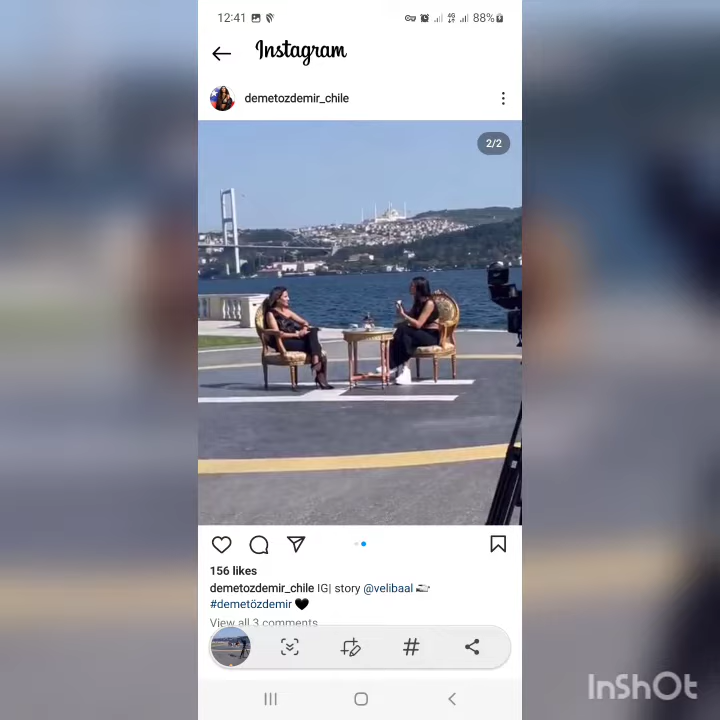 12:41
4G
88%
Instagram
demetozdemir_chile
2/2
156 likes
demetozdemir_chile IG| story @velibaal
#demetözdemir
View all 3 comments
InShOt